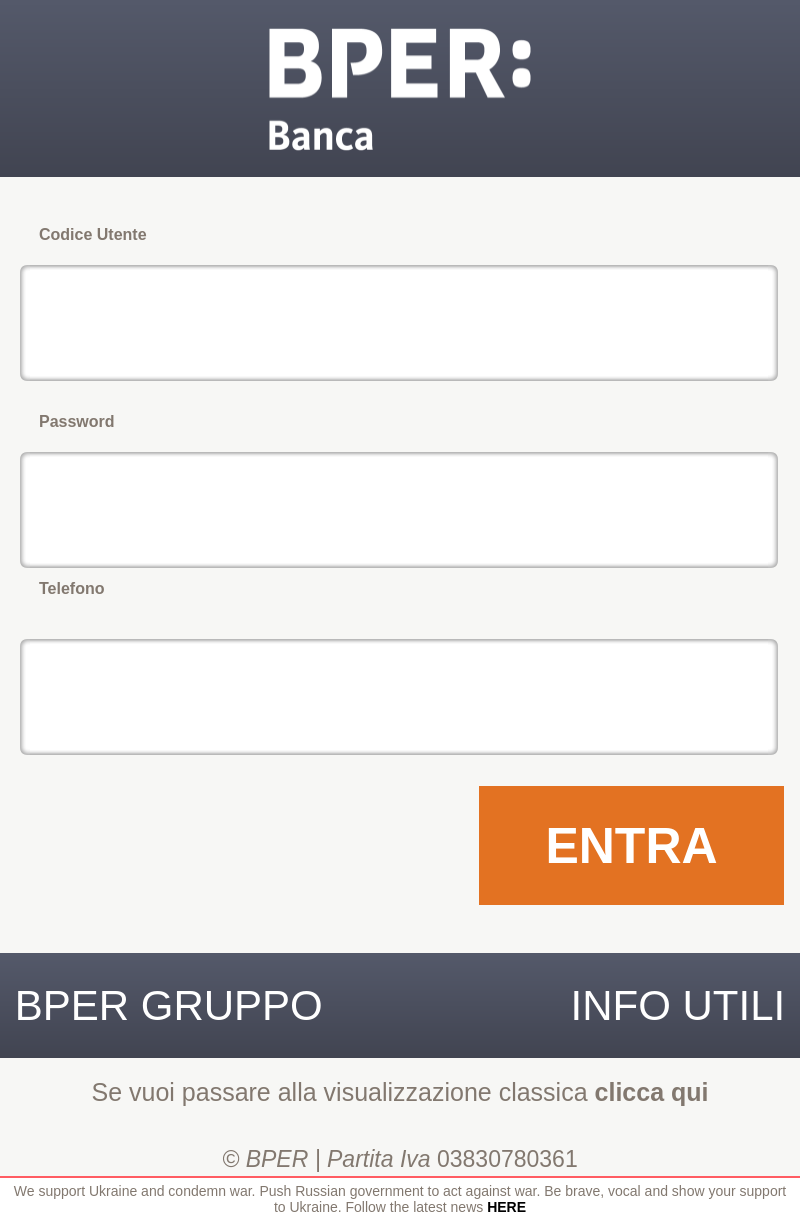 BPER:
Banca
Codice Utente
Password
Telefono
ENTRA
BPER GRUPPO INFO UTILI
Se vuoi passare alla visualizzazione classica clicca qui
© BPER | Partita Iva 03830780361
We support Ukraine and condemn war. Push Russian government to act against war. Be brave, vocal and show your support
to Ukraine. Follow the latest news HERE